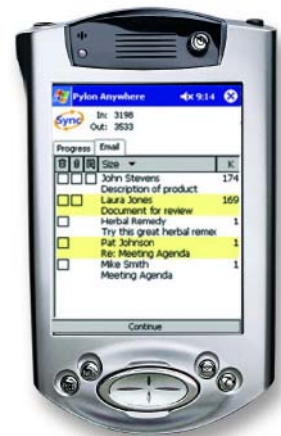 Pylon Anywhere 9:14
Sync
In: 3198
Out: 3533
Progress Email
Size K
John Stevens 174
Description of product
Laura Jones 169
Document for review
Herbal Remedy 1
Try this great herbal remed
Pat Johnson 1
Re: Meeting Agenda
Mike Smith 1
Meeting Agenda
Continue